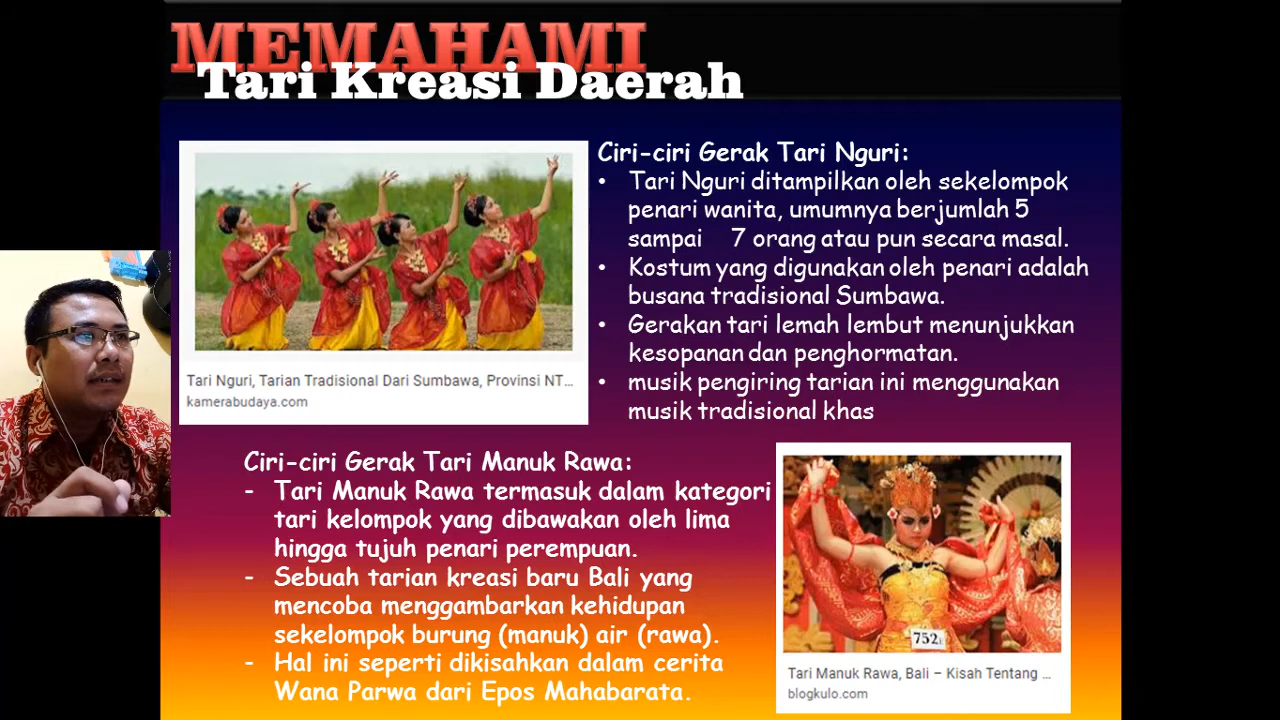 MEMAHAMI
Tari Kreasi Daerah
Ciri-ciri Gerak Tari Nguri:
• Tari Nguri ditampilkan oleh sekelompok
penari wanita, umumnya berjumlah 5
sampai 7 orang atau pun secara masal.
• Kostum yang digunakan oleh penari adalah
busana tradisional Sumbawa.
• Gerakan tari lemah lembut menunjukkan
kesopanan dan penghormatan.
• musik pengiring tarian ini menggunakan
musik tradisional khas
Tari Nguri, Tarian Tradisional Dari Sumbawa, Provinsi NT...
kamerabudaya.com
Ciri-ciri Gerak Tari Manuk Rawa:
- Tari Manuk Rawa termasuk dalam kategori
tari kelompok yang dibawakan oleh lima
hingga tujuh penari perempuan.
- Sebuah tarian kreasi baru Bali yang
mencoba menggambarkan kehidupan
sekelompok burung (manuk) air (rawa).
- Hal ini seperti dikisahkan dalam cerita
Wana Parwa dari Epos Mahabarata.
752
Tari Manuk Rawa, Bali – Kisah Tentang ...
blogkulo.com